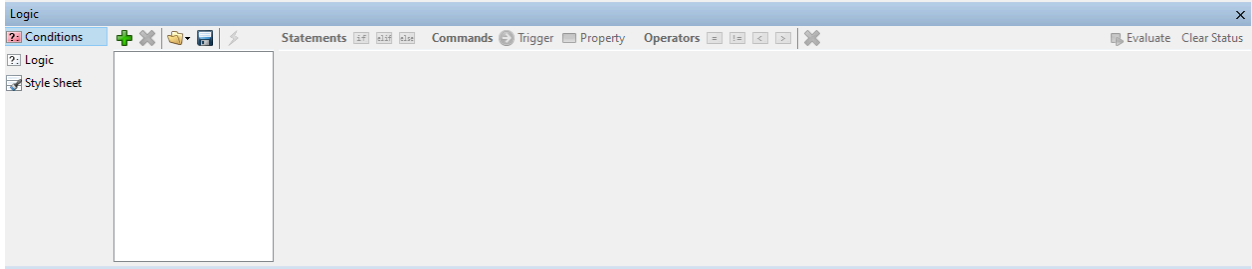 Logic
?: Conditions
Statements if elif else Commands Trigger Property Operators = != < > Evaluate Clear Status
?: Logic
Style Sheet